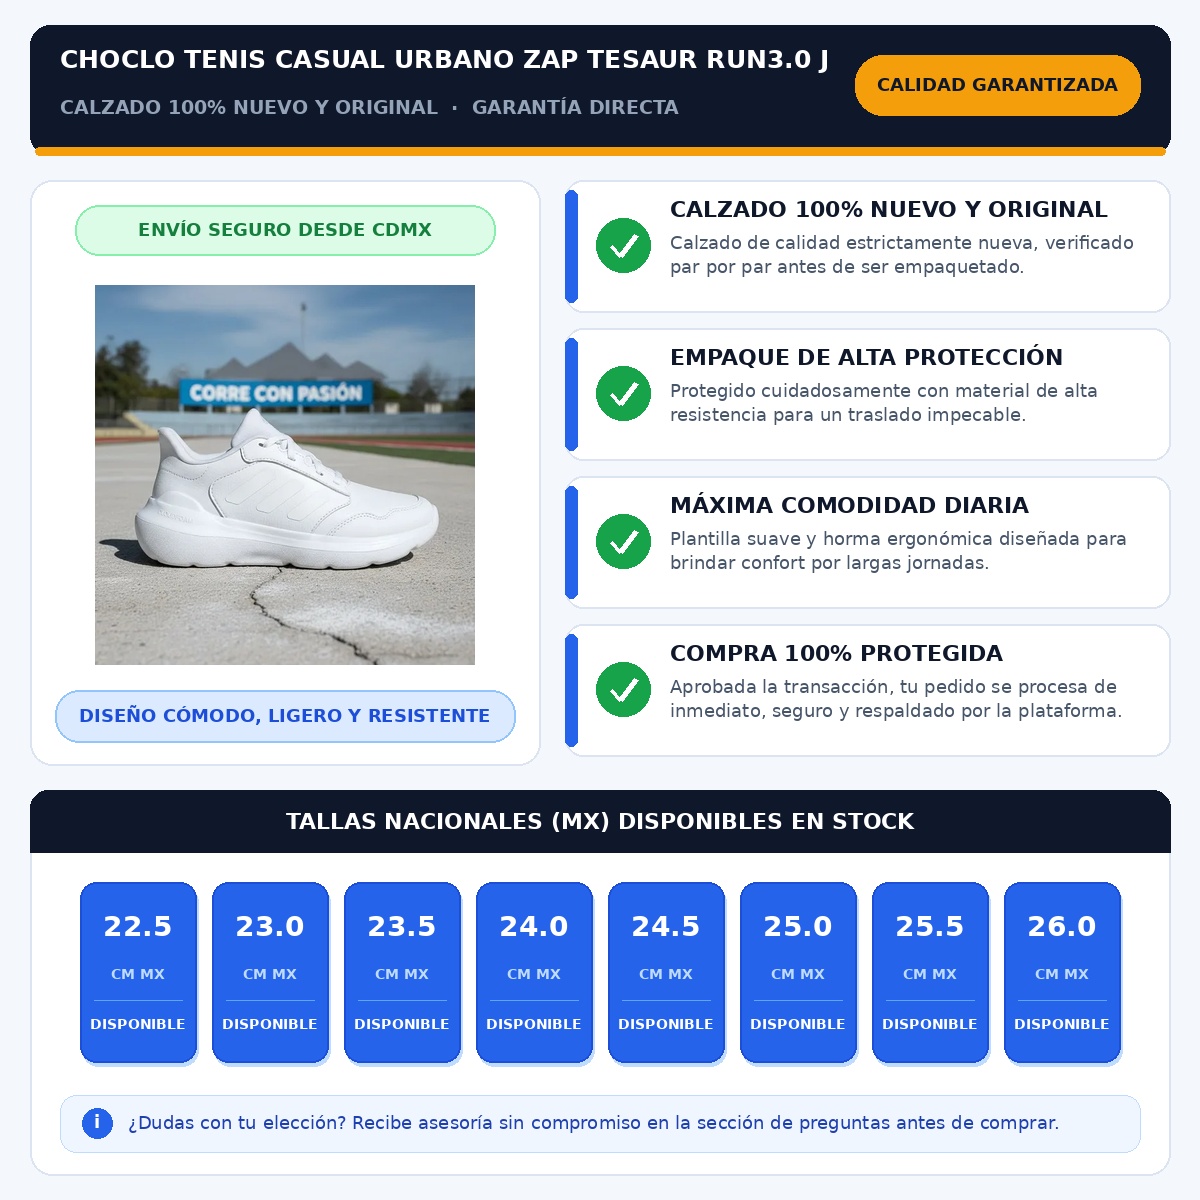 CHOCLO TENIS CASUAL URBANO ZAP TESAUR RUN3.0 J
CALZADO 100% NUEVO Y ORIGINAL · GARANTÍA DIRECTA
CALIDAD GARANTIZADA
ENVÍO SEGURO DESDE CDMX
CORRE CON PASIÓN
DISEÑO CÓMODO, LIGERO Y RESISTENTE
CALZADO 100% NUEVO Y ORIGINAL
Calzado de calidad estrictamente nueva, verificado
par por par antes de ser empaquetado.
EMPAQUE DE ALTA PROTECCIÓN
Protegido cuidadosamente con material de alta
resistencia para un traslado impecable.
MÁXIMA COMODIDAD DIARIA
Plantilla suave y horma ergonómica diseñada para
brindar confort por largas jornadas.
COMPRA 100% PROTEGIDA
Aprobada la transacción, tu pedido se procesa de
inmediato, seguro y respaldado por la plataforma.
TALLAS NACIONALES (MX) DISPONIBLES EN STOCK
22.5 23.0 23.5 24.0 24.5 25.0 25.5 26.0
CM MX CM MX CM MX CM MX CM MX CM MX CM MX CM MX
DISPONIBLE DISPONIBLE DISPONIBLE DISPONIBLE DISPONIBLE DISPONIBLE DISPONIBLE DISPONIBLE
i ¿Dudas con tu elección? Recibe asesoría sin compromiso en la sección de preguntas antes de comprar.